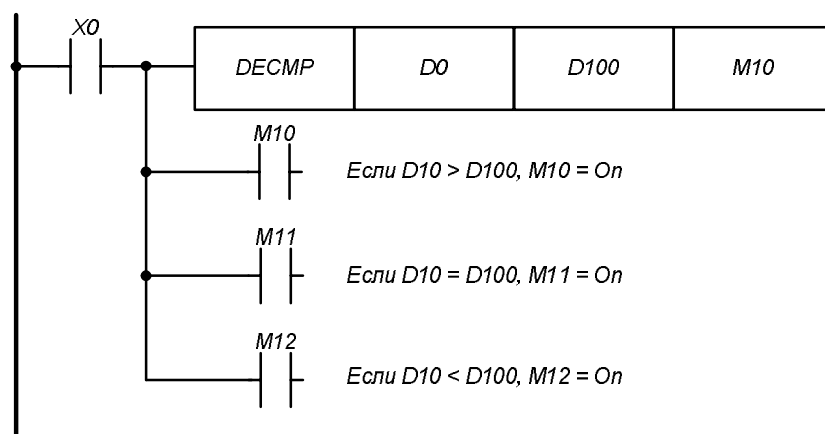 X0
DECMP D0 D100 M10
M10
Если D10 > D100, M10 = On
M11
Если D10 = D100, M11 = On
M12
Если D10 < D100, M12 = On